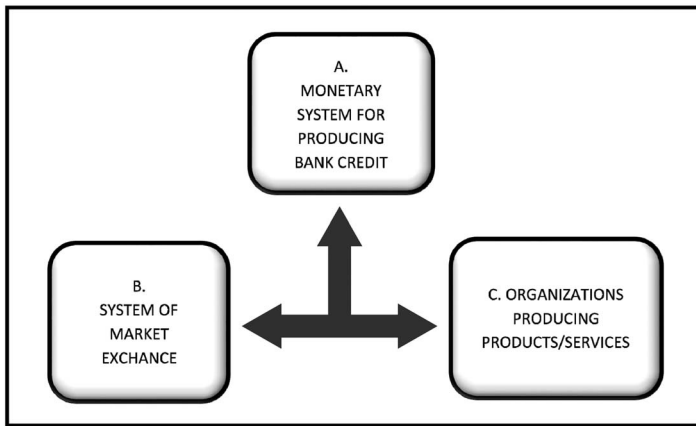 A.
MONETARY
SYSTEM FOR
PRODUCING
BANK CREDIT
B.
SYSTEM OF
MARKET
EXCHANCE
C. ORGANIZATIONS
PRODUCING
PRODUCTS/SERVICES